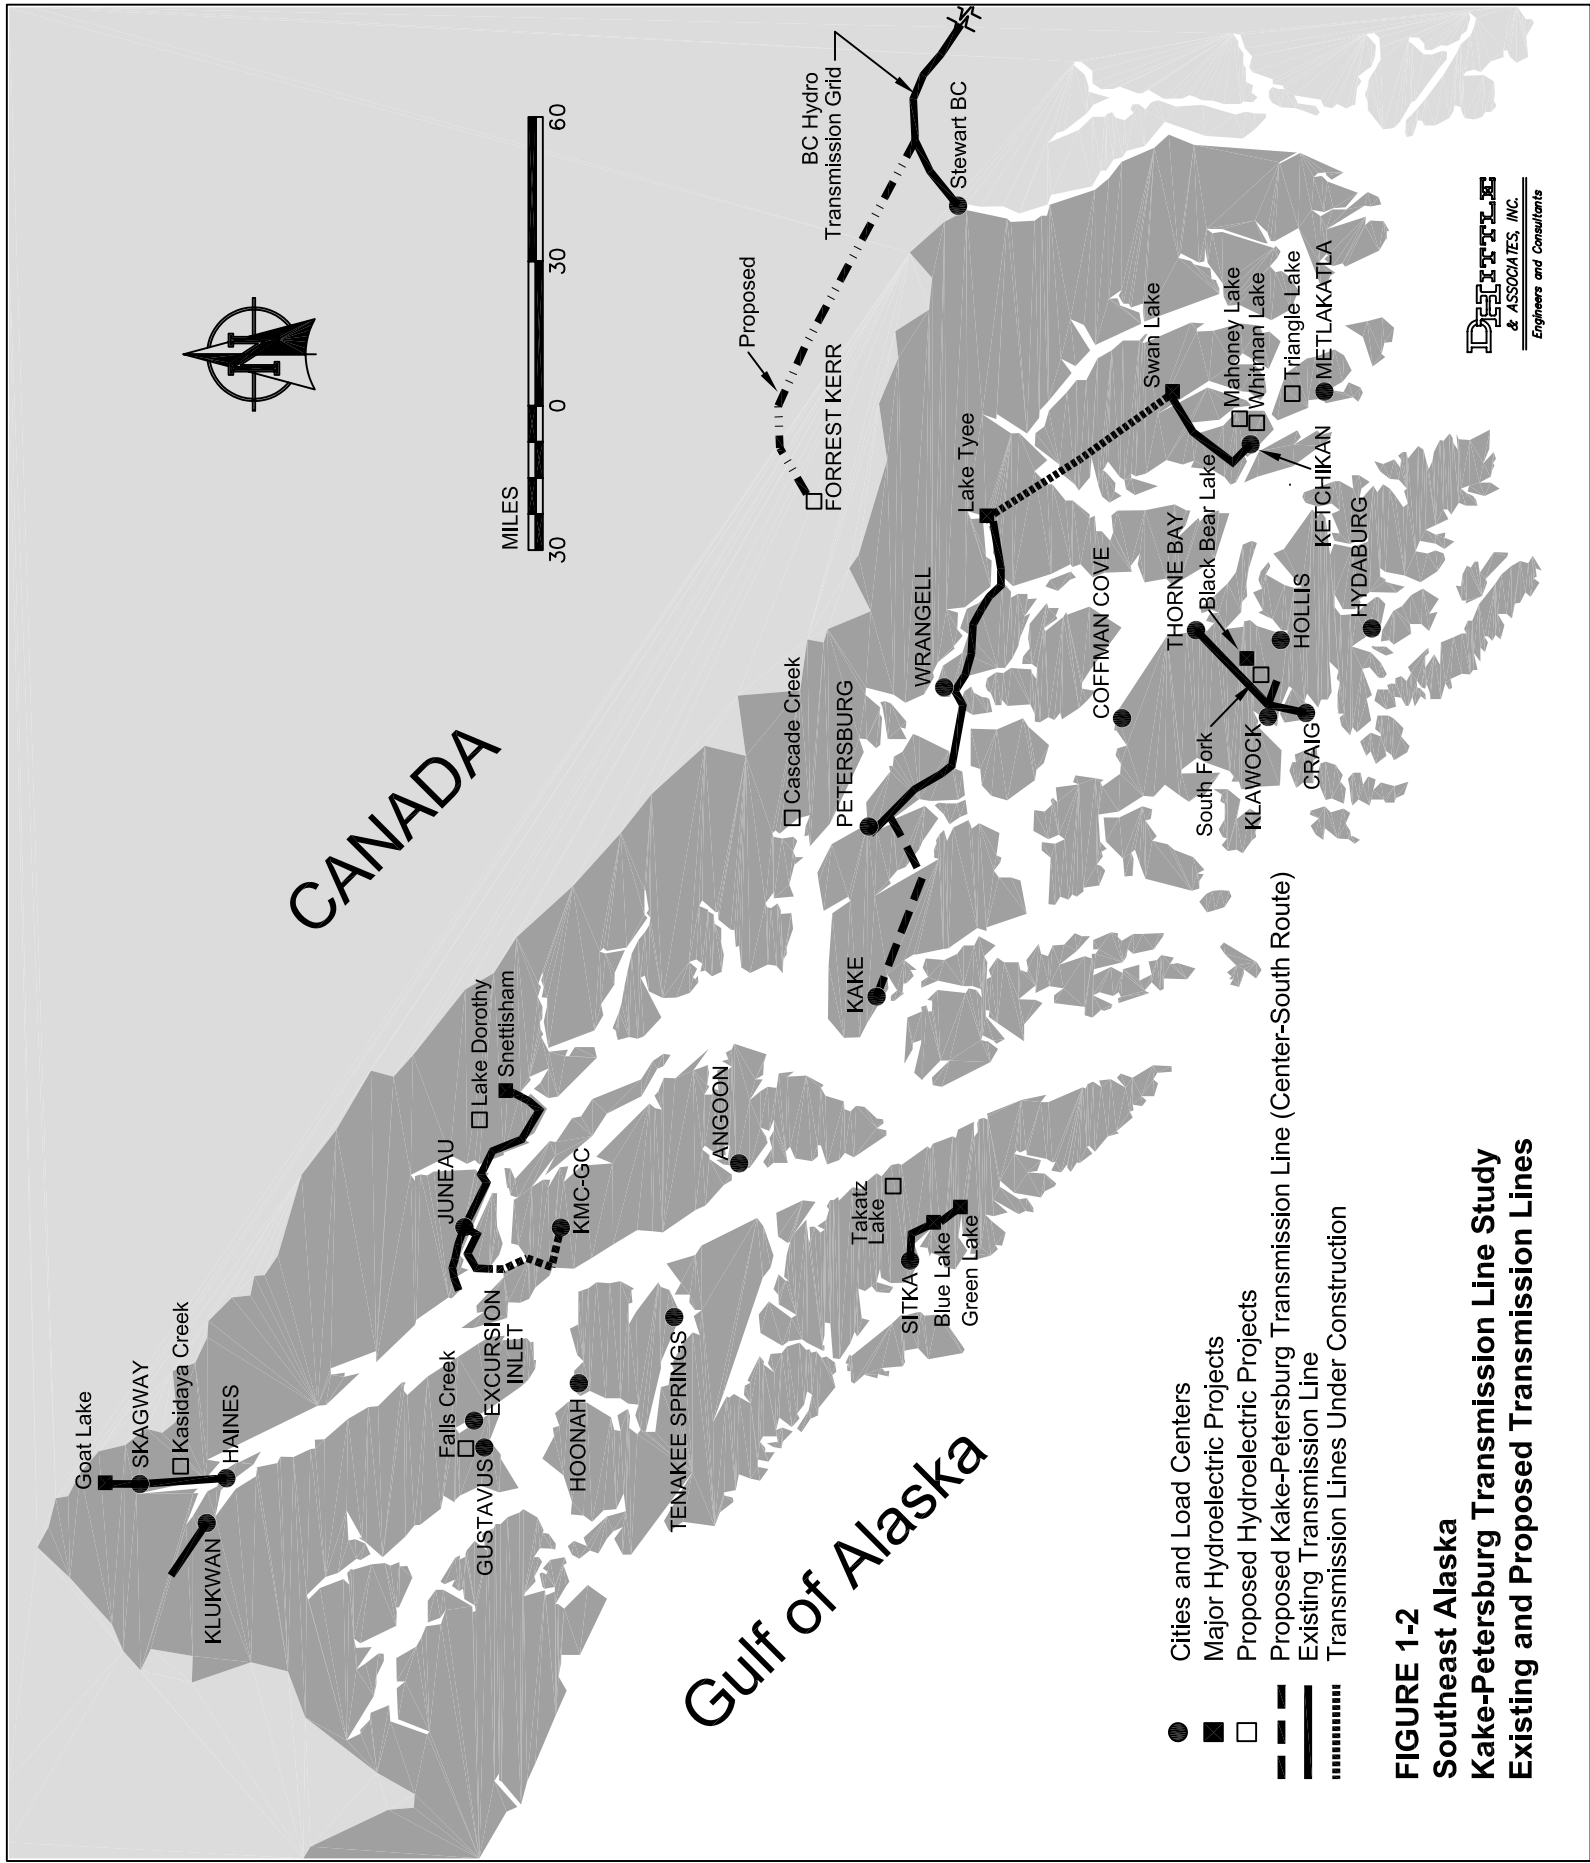 CANADA
Gulf of Alaska
MILES
30
0
30
60
N
Goat Lake
SKAGWAY
Kasidaya Creek
HAINES
KLUKWAN
Falls Creek
GUSTAVUS
EXCURSION
INLET
HOONAH
TENAKEE SPRINGS
JUNEAU
Lake Dorothy
Snettisham
KMC-GC
ANGOON
Takatz
Lake
SITKA
Blue Lake
Green Lake
KAKE
Cascade Creek
PETERSBURG
WRANGELL
Lake Tyee
COFFMAN COVE
THORNE BAY
Black Bear Lake
South Fork
KLAWOCK
CRAIG
HOLLIS
HYDABURG
KETCHIKAN
Swan Lake
Mahoney Lake
Whitman Lake
Triangle Lake
METLAKATLA
FORREST KERR
Proposed
BC Hydro
Transmission Grid
Stewart BC
Cities and Load Centers
Major Hydroelectric Projects
Proposed Hydroelectric Projects
Proposed Kake-Petersburg Transmission Line (Center-South Route)
Existing Transmission Line
Transmission Lines Under Construction
FIGURE 1-2
Southeast Alaska
Kake-Petersburg Transmission Line Study
Existing and Proposed Transmission Lines
D. HITTLE
& ASSOCIATES, INC.
Engineers and Consultants